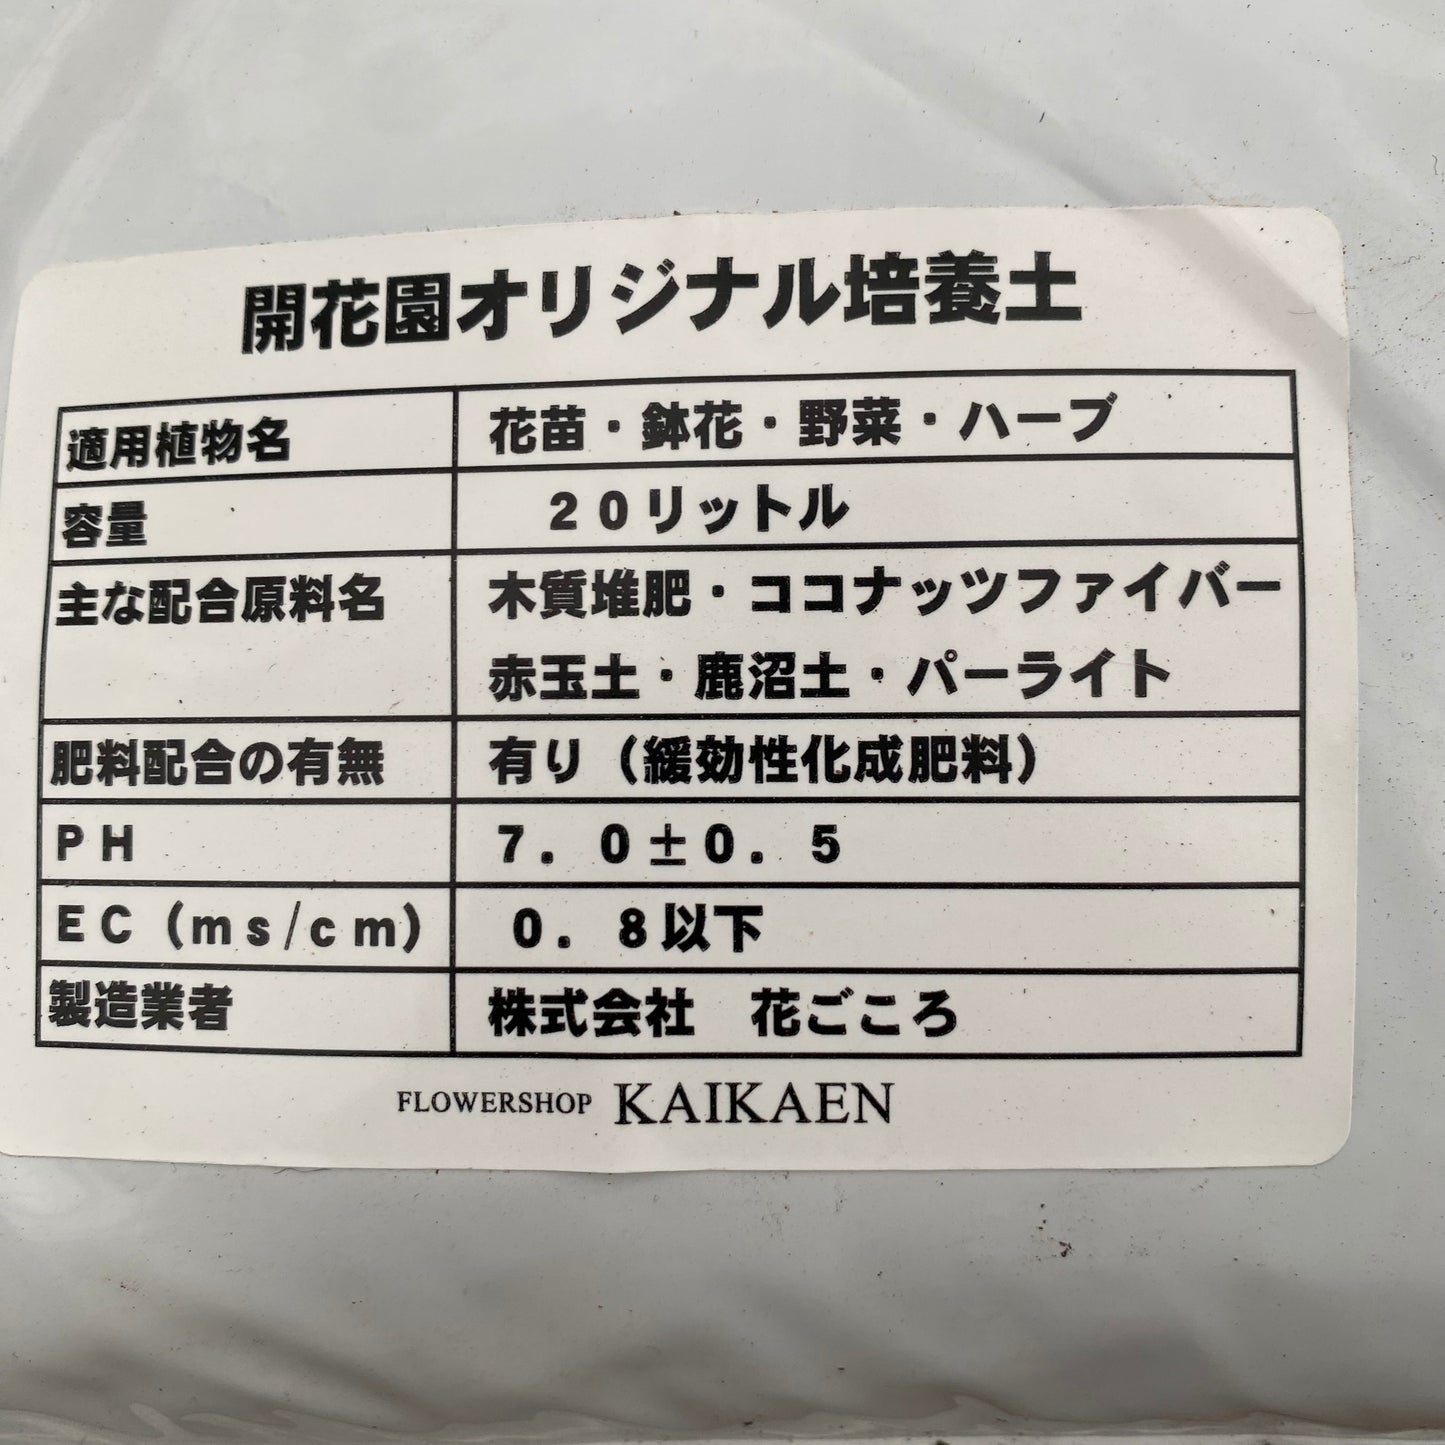 開花園オリジナル培養土
適用植物名 花苗・鉢花・野菜・ハーブ
容量 20リットル
主な配合原料名 木質堆肥・ココナッツファイバー
赤玉土・鹿沼土・パーライト
肥料配合の有無 有り（緩効性化成肥料）
PH 7.0±0.5
EC(ms/cm) 0.8以下
製造業者 株式会社 花ごころ
FLOWERSHOP KAIKAEN